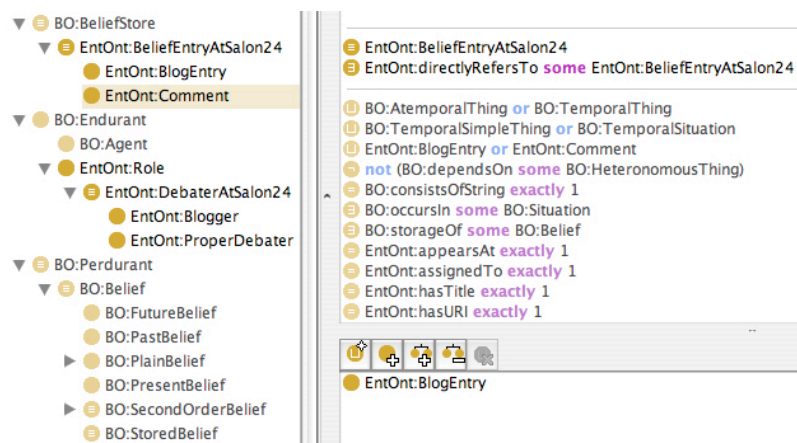 BO:BeliefStore
EntOnt:BeliefEntryAtSalon24
EntOnt:BlogEntry
EntOnt:Comment
BO:Endurant
BO:Agent
EntOnt:Role
EntOnt:DebaterAtSalon24
EntOnt:Blogger
EntOnt:ProperDebater
BO:Perdurant
BO:Belief
BO:FutureBelief
BO:PastBelief
BO:PlainBelief
BO:PresentBelief
BO:SecondOrderBelief
BO:StoredBelief
EntOnt:BeliefEntryAtSalon24
EntOnt:directlyRefersTo some EntOnt:BeliefEntryAtSalon24
BO:AtemporalThing or BO:TemporalThing
BO:TemporalSimpleThing or BO:TemporalSituation
EntOnt:BlogEntry or EntOnt:Comment
not (BO:dependsOn some BO:HeteronomousThing)
BO:consistsOfString exactly 1
BO:occursIn some BO:Situation
BO:storageOf some BO:Belief
EntOnt:appearsAt exactly 1
EntOnt:assignedTo exactly 1
EntOnt:hasTitle exactly 1
EntOnt:hasURI exactly 1
EntOnt:BlogEntry